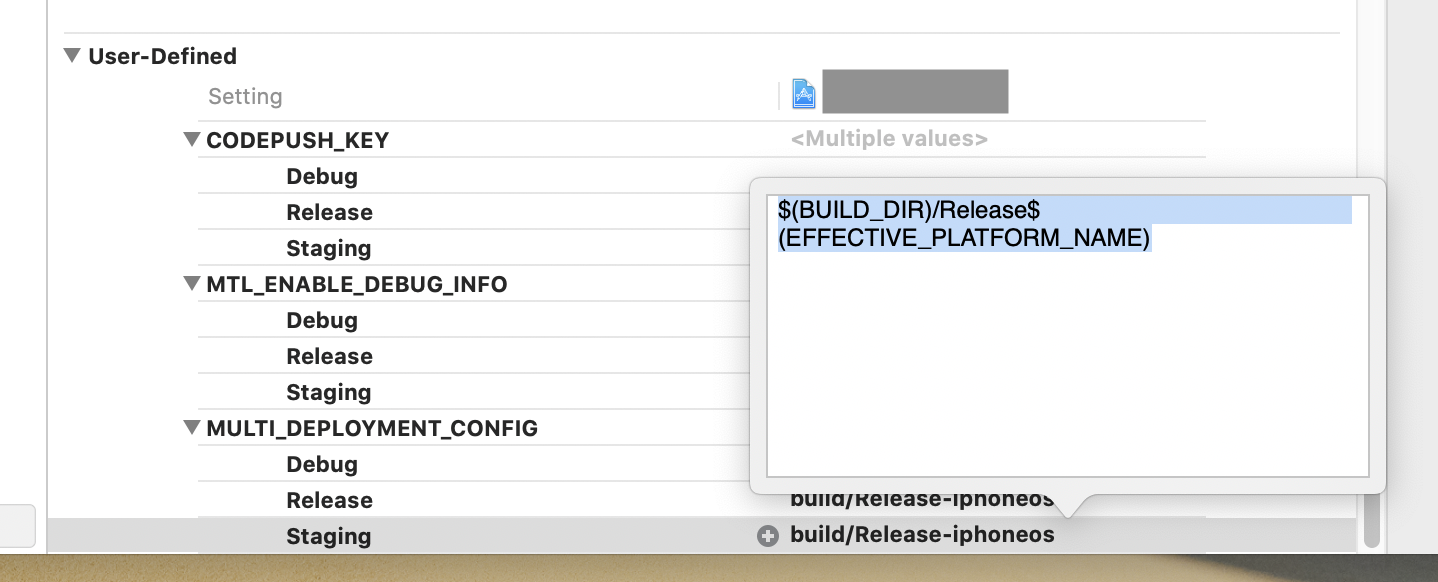 User-Defined
Setting
CODEPUSH_KEY <Multiple values>
Debug
Release
Staging
MTL_ENABLE_DEBUG_INFO
Debug
Release
Staging
MULTI_DEPLOYMENT_CONFIG
Debug
Release build/Release-iphoneos
Staging build/Release-iphoneos
$(BUILD_DIR)/Release$
(EFFECTIVE_PLATFORM_NAME)